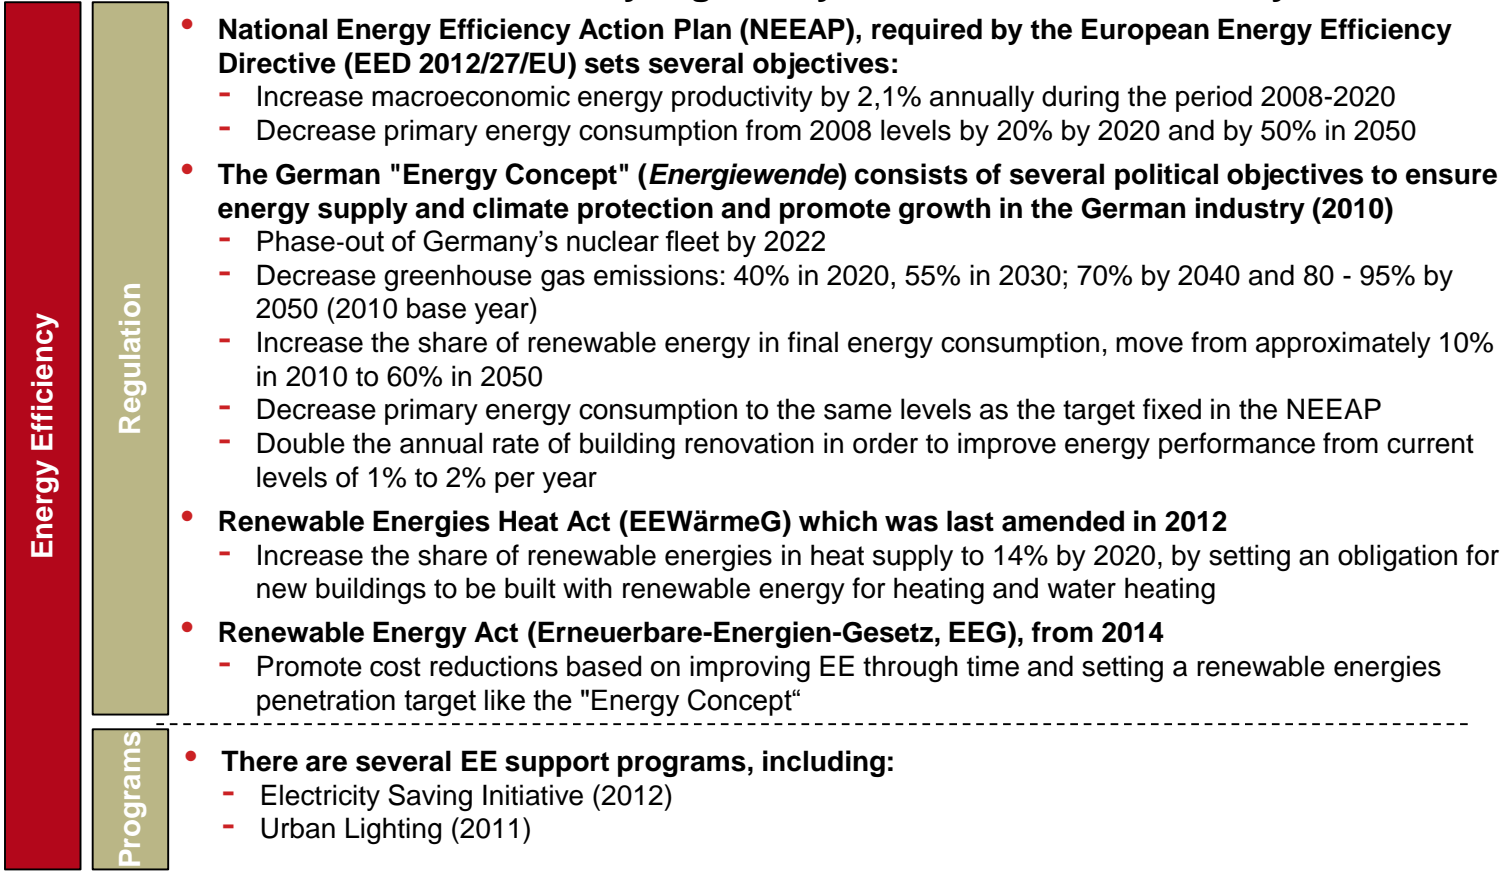 Energy Efficiency
Regulation
• National Energy Efficiency Action Plan (NEEAP), required by the European Energy Efficiency
Directive (EED 2012/27/EU) sets several objectives:
- Increase macroeconomic energy productivity by 2,1% annually during the period 2008-2020
- Decrease primary energy consumption from 2008 levels by 20% by 2020 and by 50% in 2050
• The German "Energy Concept" (Energiewende) consists of several political objectives to ensure
energy supply and climate protection and promote growth in the German industry (2010)
- Phase-out of Germany’s nuclear fleet by 2022
- Decrease greenhouse gas emissions: 40% in 2020, 55% in 2030; 70% by 2040 and 80 - 95% by
2050 (2010 base year)
- Increase the share of renewable energy in final energy consumption, move from approximately 10%
in 2010 to 60% in 2050
- Decrease primary energy consumption to the same levels as the target fixed in the NEEAP
- Double the annual rate of building renovation in order to improve energy performance from current
levels of 1% to 2% per year
• Renewable Energies Heat Act (EEWärmeG) which was last amended in 2012
- Increase the share of renewable energies in heat supply to 14% by 2020, by setting an obligation for
new buildings to be built with renewable energy for heating and water heating
• Renewable Energy Act (Erneuerbare-Energien-Gesetz, EEG), from 2014
- Promote cost reductions based on improving EE through time and setting a renewable energies
penetration target like the "Energy Concept“
Programs
• There are several EE support programs, including:
- Electricity Saving Initiative (2012)
- Urban Lighting (2011)